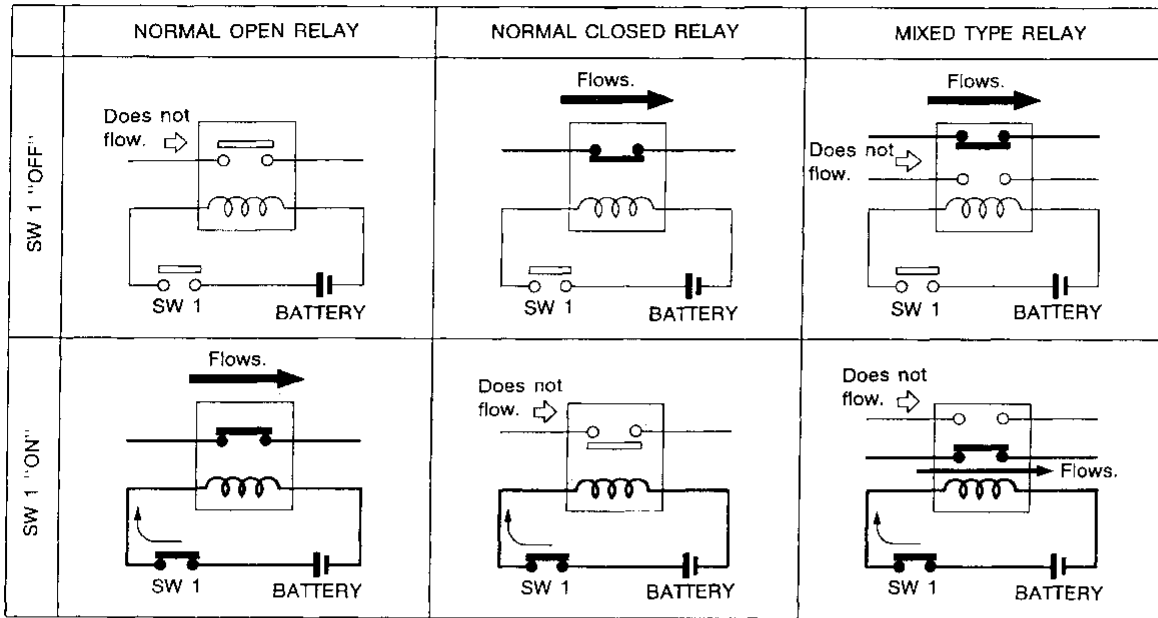 NORMAL OPEN RELAY
NORMAL CLOSED RELAY
MIXED TYPE RELAY
SW 1 "OFF"
Does not
flow.
SW 1
BATTERY
Flows.
SW 1
BATTERY
Flows.
Does not
flow.
SW 1
BATTERY
SW 1 "ON"
Flows.
SW 1
BATTERY
Does not
flow.
SW 1
BATTERY
Does not
flow.
Flows.
SW 1
BATTERY